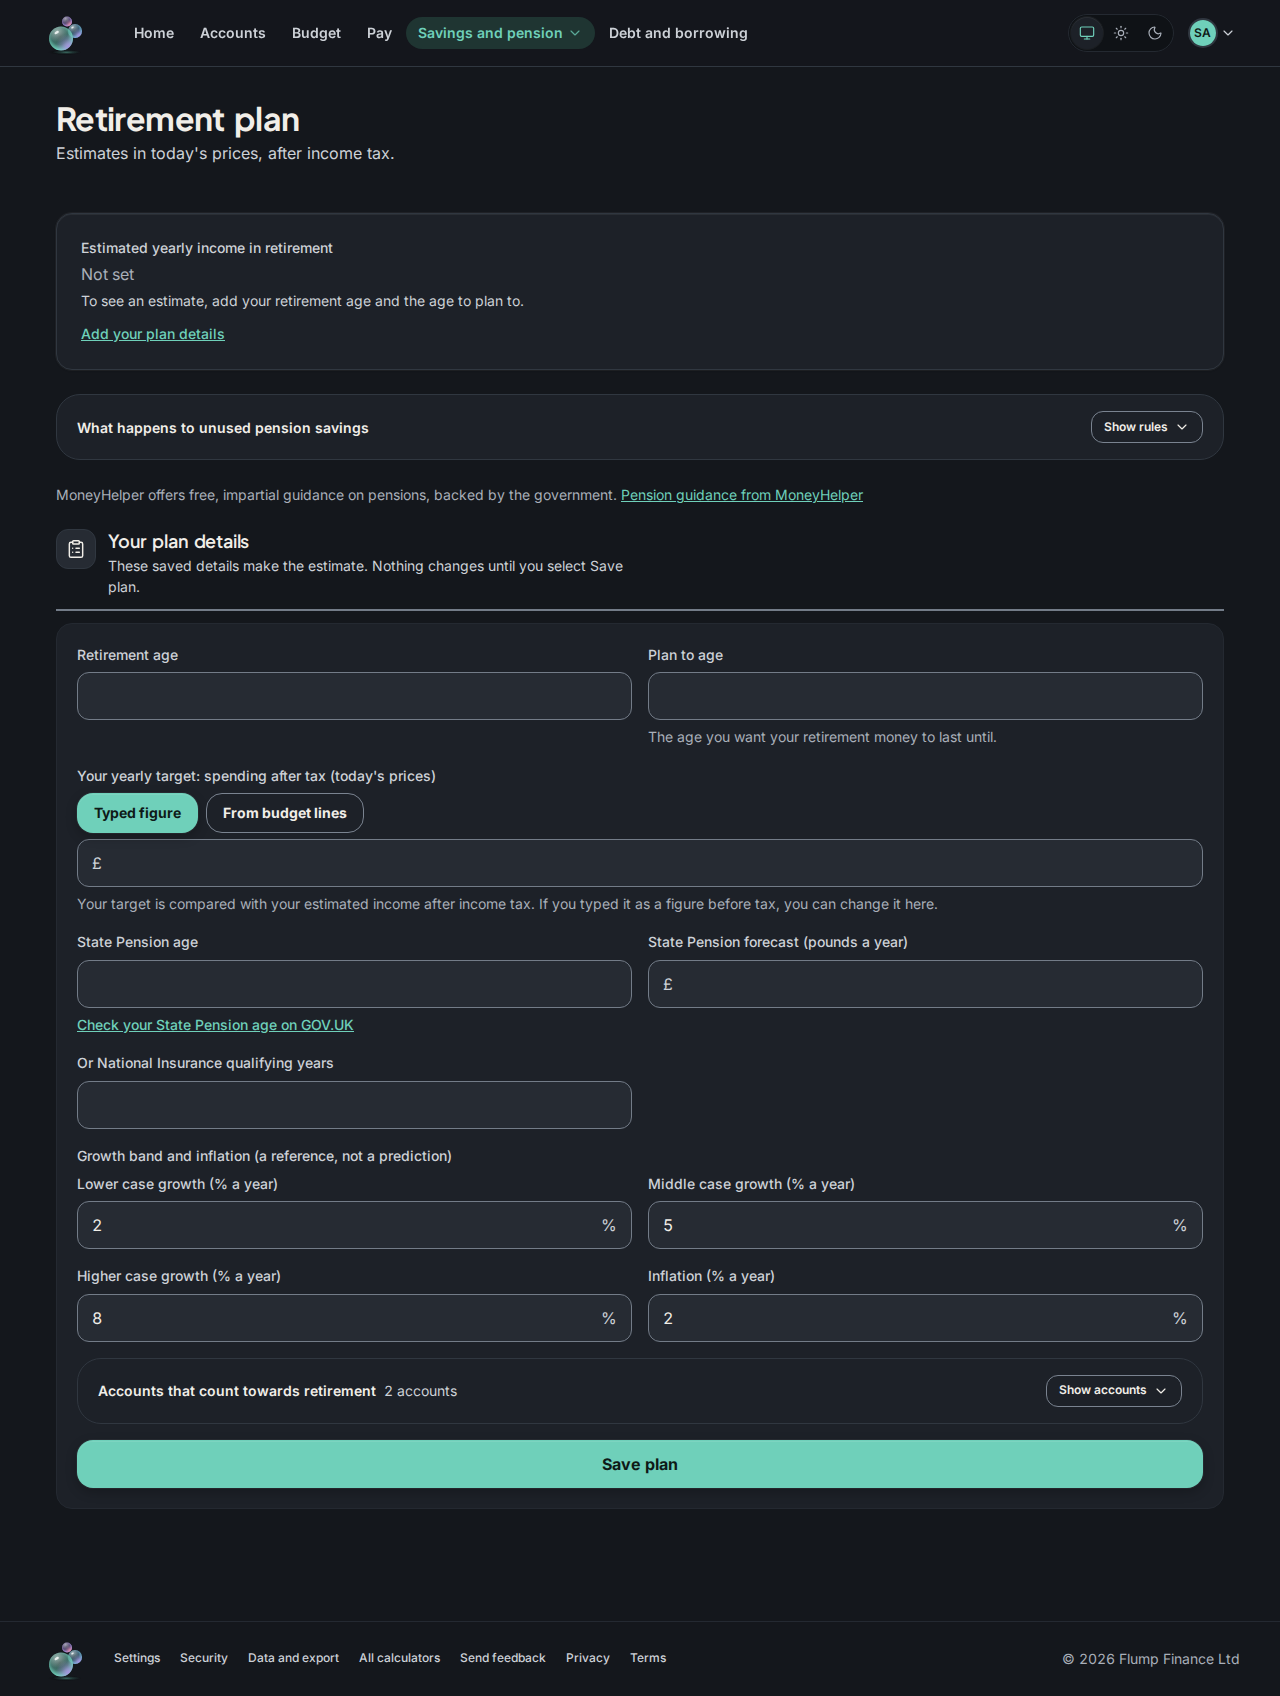 Home Accounts Budget Pay Savings and pension Debt and borrowing SA
Retirement plan
Estimates in today's prices, after income tax.
Estimated yearly income in retirement
Not set
To see an estimate, add your retirement age and the age to plan to.
Add your plan details
What happens to unused pension savings Show rules
MoneyHelper offers free, impartial guidance on pensions, backed by the government. Pension guidance from MoneyHelper
Your plan details
These saved details make the estimate. Nothing changes until you select Save
plan.
Retirement age Plan to age
The age you want your retirement money to last until.
Your yearly target: spending after tax (today's prices)
Typed figure From budget lines
£
Your target is compared with your estimated income after income tax. If you typed it as a figure before tax, you can change it here.
State Pension age State Pension forecast (pounds a year)
£
Check your State Pension age on GOV.UK
Or National Insurance qualifying years
Growth band and inflation (a reference, not a prediction)
Lower case growth (% a year) Middle case growth (% a year)
2 % 5 %
Higher case growth (% a year) Inflation (% a year)
8 % 2 %
Accounts that count towards retirement 2 accounts Show accounts
Save plan
Settings Security Data and export All calculators Send feedback Privacy Terms © 2026 Flump Finance Ltd